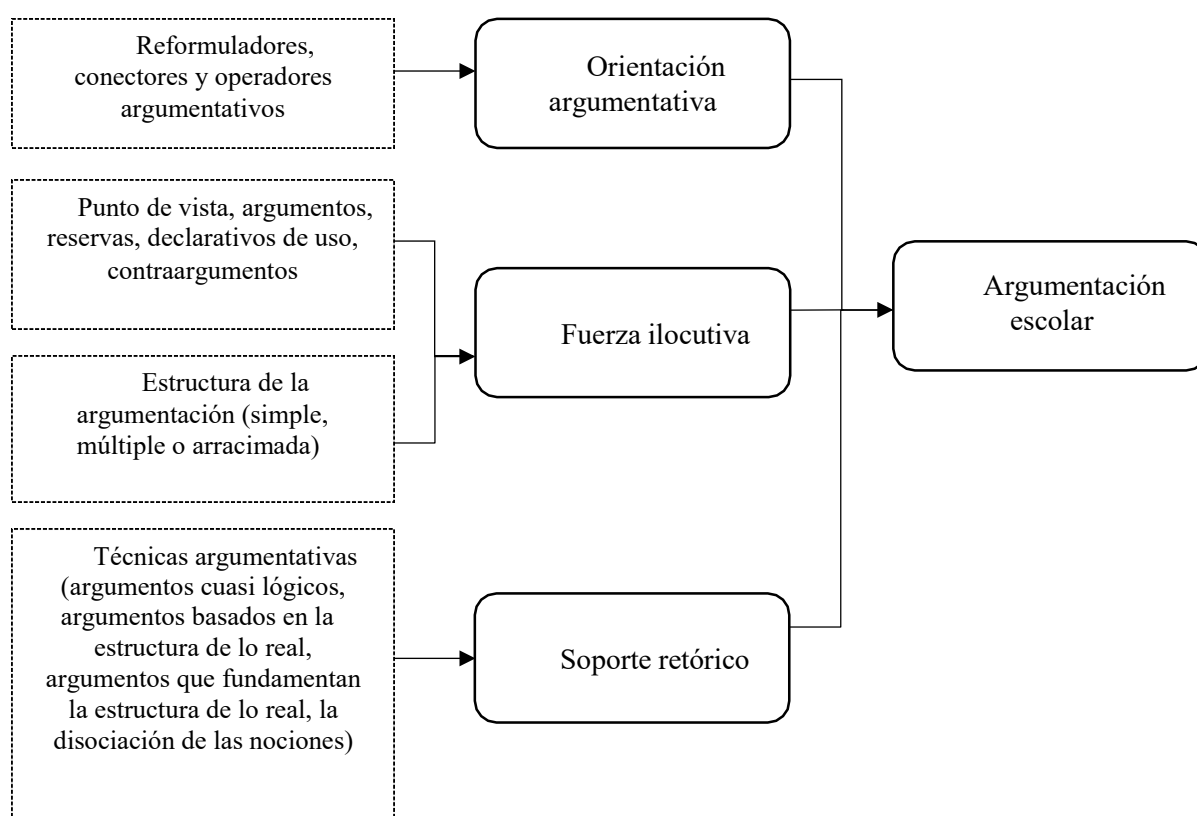 Reformuladores,
conectores y operadores
argumentativos
Orientación
argumentativa
Punto de vista, argumentos,
reservas, declarativos de uso,
contraargumentos
Fuerza ilocutiva
Argumentación
escolar
Estructura de la
argumentación (simple,
múltiple o arracimada)
Técnicas argumentativas
(argumentos cuasi lógicos,
argumentos basados en la
estructura de lo real,
argumentos que fundamentan
la estructura de lo real, la
disociación de las nociones)
Soporte retórico